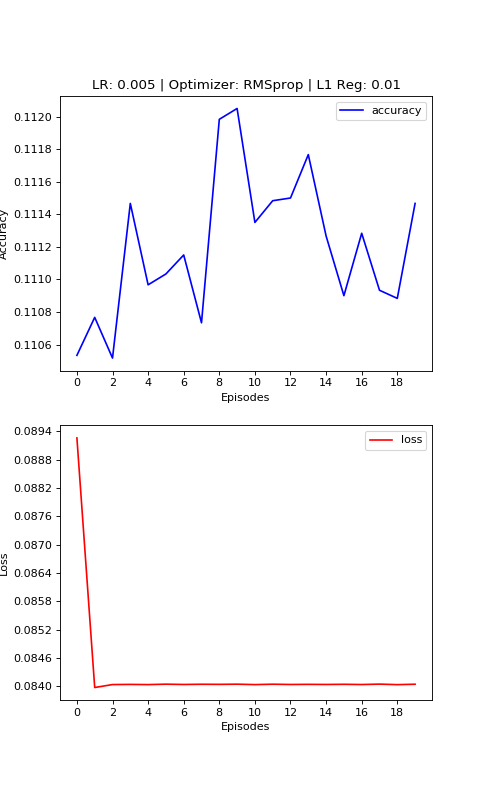 LR: 0.005 | Optimizer: RMSprop | L1 Reg: 0.01
accuracy
0.1120
0.1118
0.1116
0.1114
0.1112
0.1110
0.1108
0.1106
Accuracy
0 2 4 6 8 10 12 14 16 18
Episodes
loss
0.0894
0.0888
0.0882
0.0876
0.0870
0.0864
0.0858
0.0852
0.0846
0.0840
Loss
0 2 4 6 8 10 12 14 16 18
Episodes